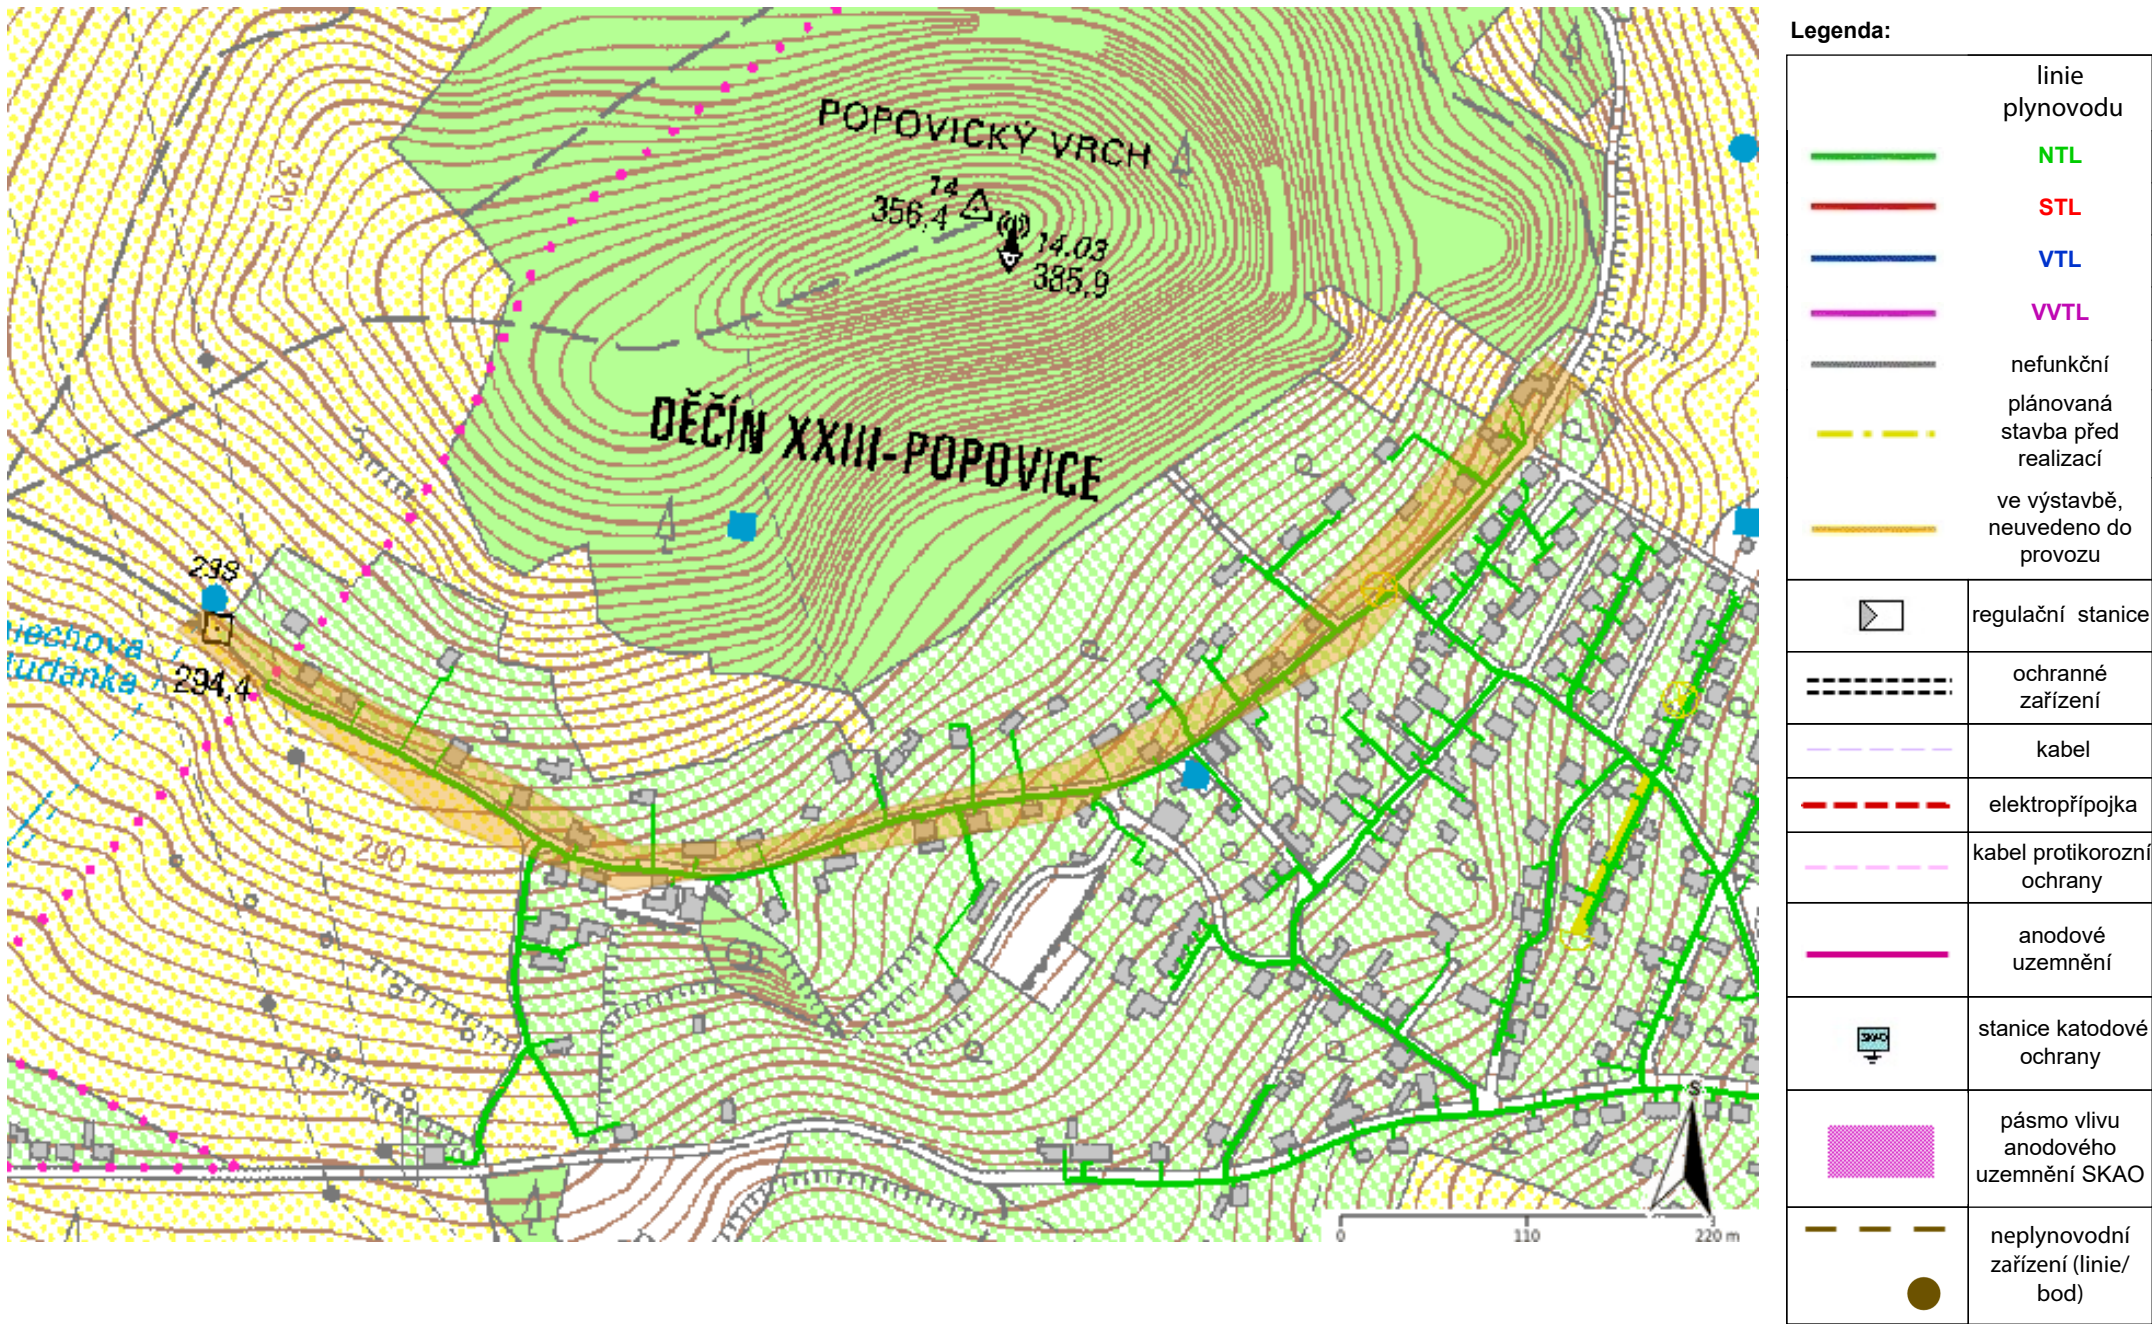 POPOVICKÝ VRCH
14
356,4
14.03
385,9
320
DĚČÍN XXIII-POPOVICE
294,4
290
S
0 110 220 m
Legenda:
linie
plynovodu
NTL
STL
VTL
VVTL
nefunkční
plánovaná
stavba před
realizací
ve výstavbě,
neuvedeno do
provozu
regulační stanice
ochranné
zařízení
kabel
elektropřípojka
kabel protikorozní
ochrany
anodové
uzemnění
SKAO
stanice katodové
ochrany
pásmo vlivu
anodového
uzemnění SKAO
neplynovodní
zařízení (linie/
bod)